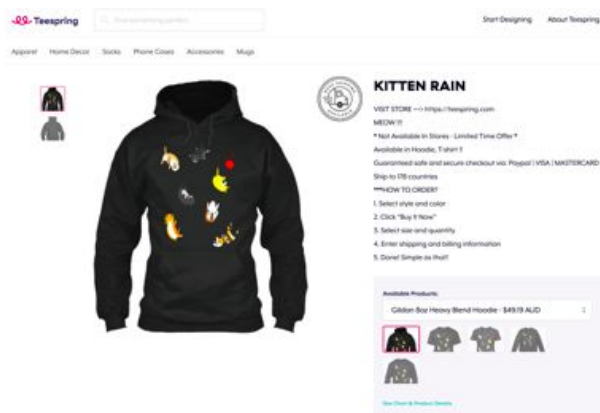 Teespring
Start Designing
About Teespring
Apparel
Home Decor
Socks
Phone Cases
Accessories
Mugs
KITTEN RAIN
VISIT STORE ---> https://teespring.com
MEOW !!!
* Not Available In Stores - Limited Time Offer *
Available in Hoodie, T-shirt !!
Guaranteed safe and secure checkout via: Paypal | VISA | MASTERCARD
Ship to 178 countries
***HOW TO ORDER?
1. Select style and color
2. Click "Buy It Now"
3. Select size and quantity
4. Enter shipping and billing information
5. Done! Simple as that!
Available Products:
Gildan 8oz Heavy Blend Hoodie - $49.19 AUD
Size Chart & Product Details